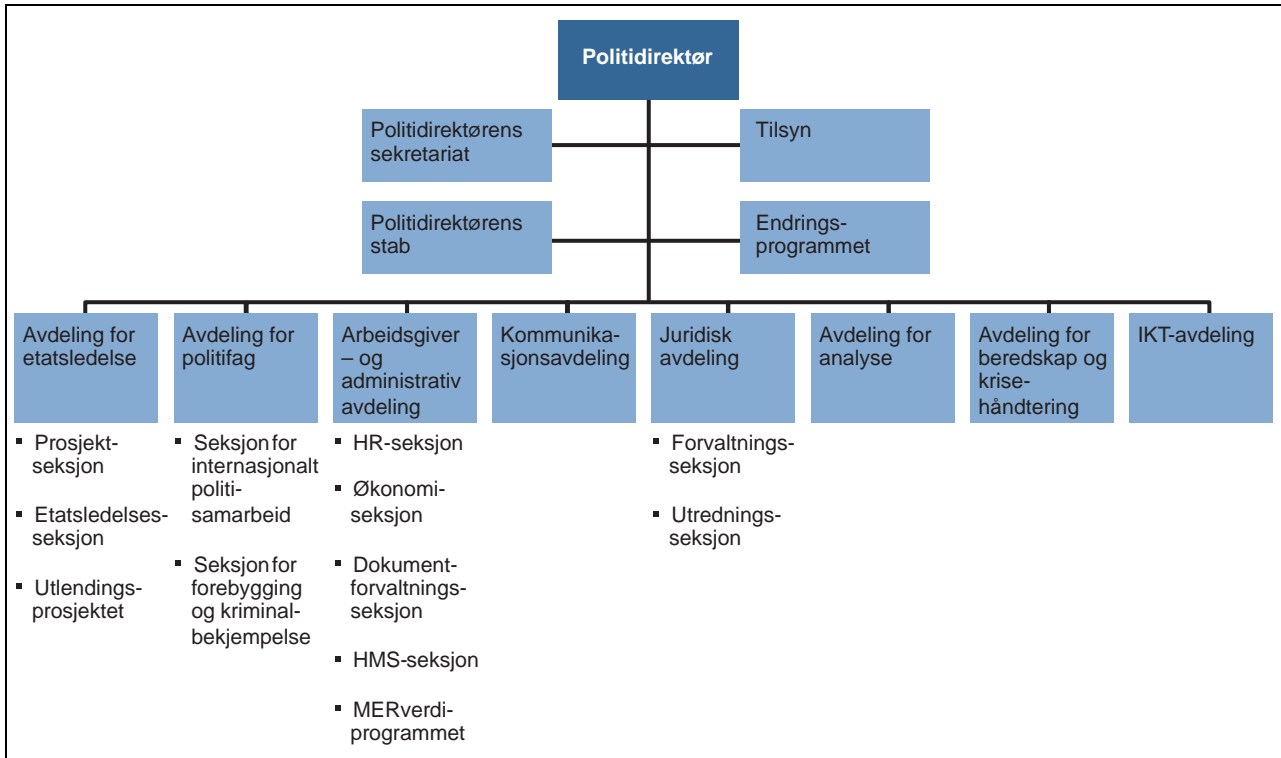 Politidirektør
Politidirektørens
sekretariat
Tilsyn
Politidirektørens
stab
Endrings-
programmet
Avdeling for
etatsledelse
Avdeling for
politifag
Arbeidsgiver
– og
administrativ
avdeling
Kommunika-
sjonsavdeling
Juridisk
avdeling
Avdeling for
analyse
Avdeling for
beredskap og
krise-
håndtering
IKT-avdeling
▪ Prosjekt-
seksjon
▪ Etatsledelses-
seksjon
▪ Utlendings-
prosjektet
▪ Seksjon for
internasjonalt
politi-
samarbeid
▪ Seksjon for
forebygging
og kriminal-
bekjempelse
▪ HR-seksjon
▪ Økonomi-
seksjon
▪ Dokument-
forvaltnings-
seksjon
▪ HMS-seksjon
▪ MERverdi-
programmet
▪ Forvaltnings-
seksjon
▪ Utrednings-
seksjon